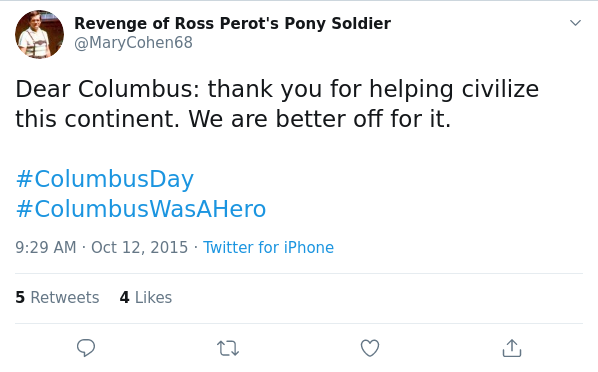 Revenge of Ross Perot's Pony Soldier
@MaryCohen68
Dear Columbus: thank you for helping civilize
this continent. We are better off for it.
#ColumbusDay
#ColumbusWasAHero
9:29 AM · Oct 12, 2015 · Twitter for iPhone
5 Retweets 4 Likes